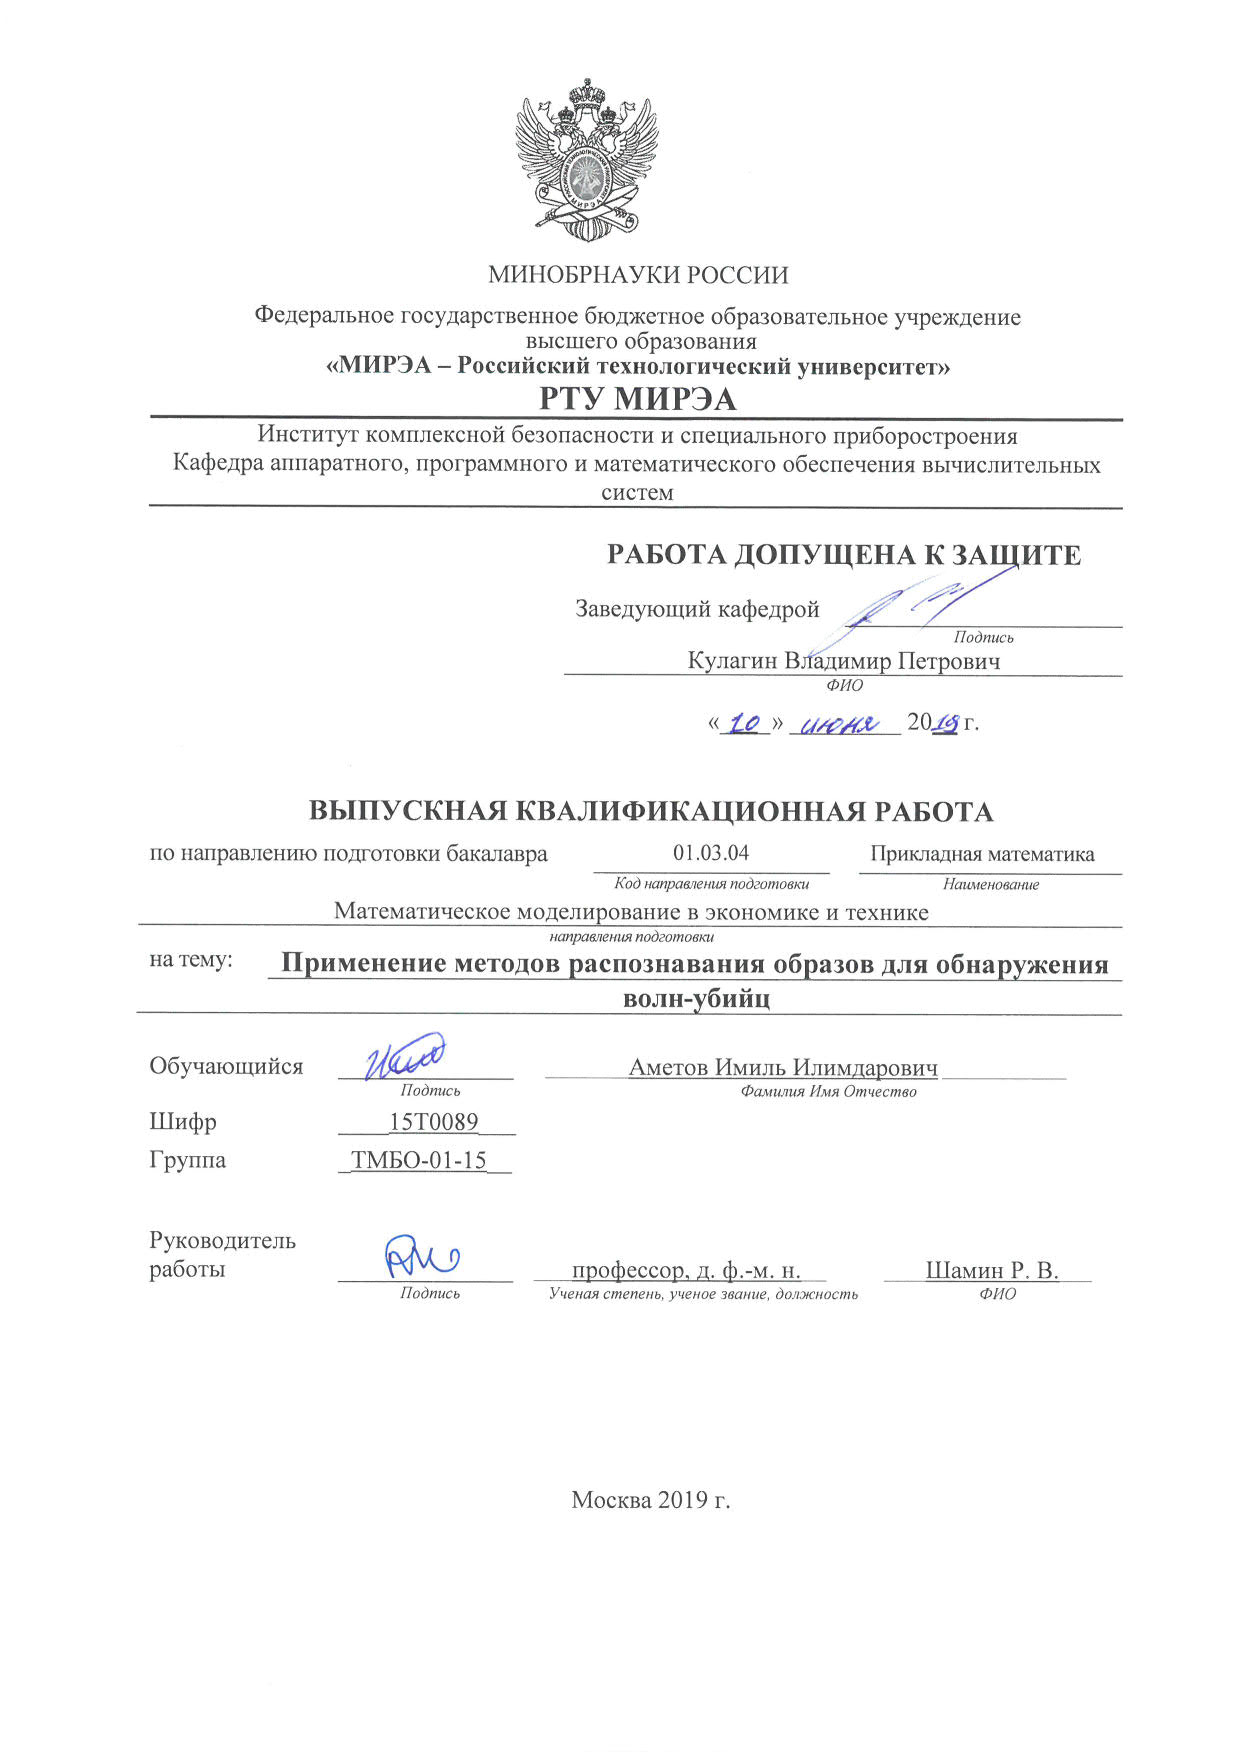 МИНОБРНАУКИ РОССИИ
Федеральное государственное бюджетное образовательное учреждение
высшего образования
«МИРЭА – Российский технологический университет»
РТУ МИРЭА
Институт комплексной безопасности и специального приборостроения
Кафедра аппаратного, программного и математического обеспечения вычислительных
систем
РАБОТА ДОПУЩЕНА К ЗАЩИТЕ
Заведующий кафедрой
Подпись
Кулагин Владимир Петрович
ФИО
«10» июня 2019 г.
ВЫПУСКНАЯ КВАЛИФИКАЦИОННАЯ РАБОТА
по направлению подготовки бакалавра 01.03.04 Прикладная математика
Код направления подготовки Наименование
Математическое моделирование в экономике и технике
направления подготовки
на тему: Применение методов распознавания образов для обнаружения
волн-убийц
Обучающийся Аметов Имиль Илимдарович
Подпись Фамилия Имя Отчество
Шифр 15Т0089
Группа ТМБО-01-15
Руководитель
работы профессор, д. ф.-м. н. Шамин Р. В.
Подпись Ученая степень, ученое звание, должность ФИО
Москва 2019 г.